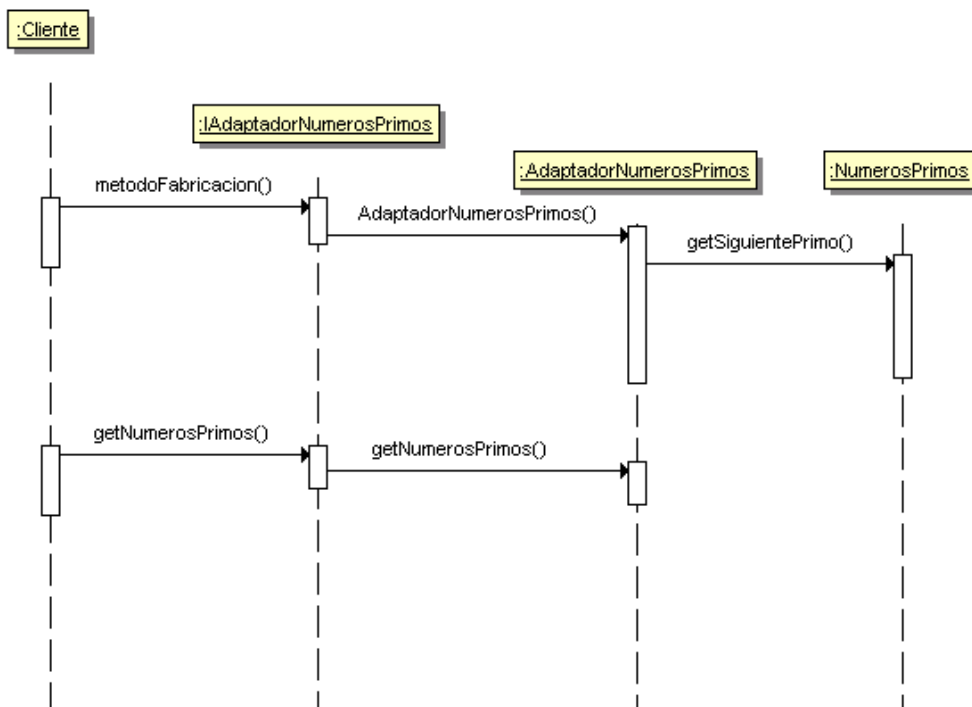 :Cliente
:IAdaptadorNumerosPrimos
:AdaptadorNumerosPrimos
:NumerosPrimos
metodoFabricacion()
AdaptadorNumerosPrimos()
getSiguientePrimo()
getNumerosPrimos()
getNumerosPrimos()